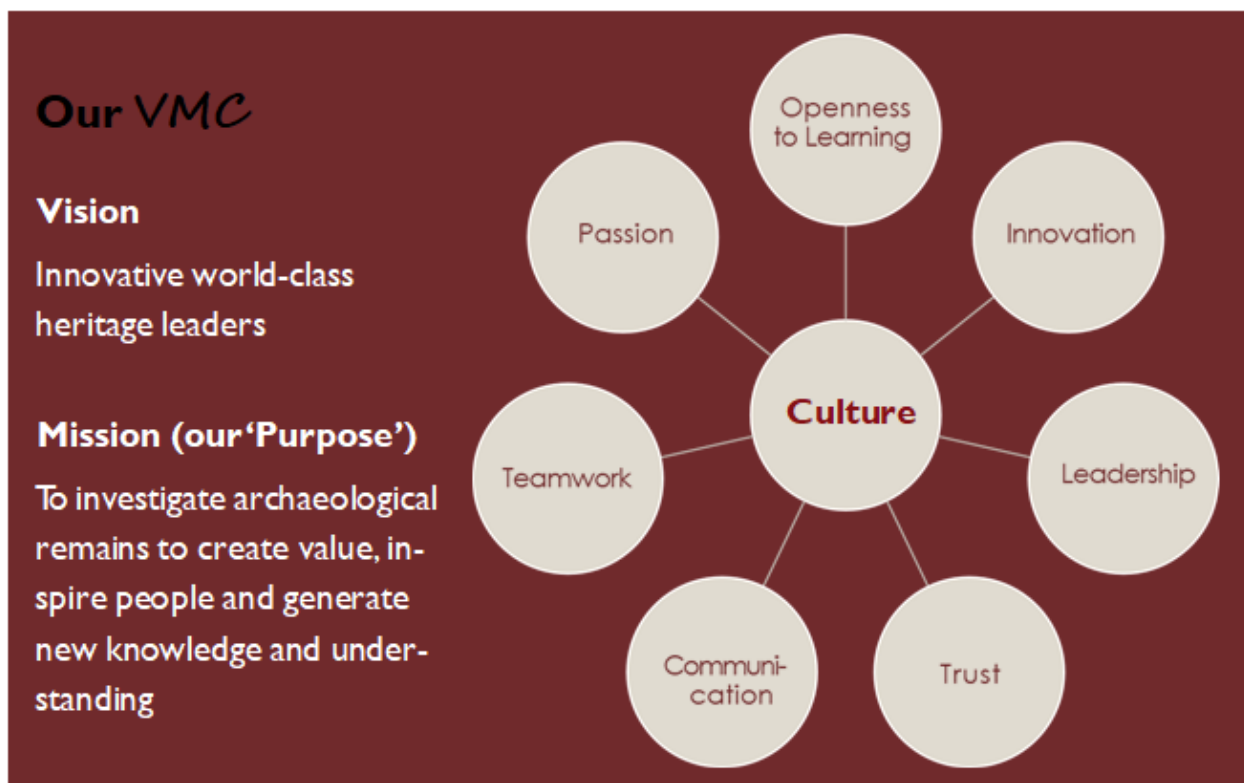 Our VMC
Vision
Innovative world-class
heritage leaders
Mission (our ‘Purpose’)
To investigate archaeological
remains to create value, in-
spire people and generate
new knowledge and under-
standing
Openness
to Learning
Innovation
Leadership
Trust
Communi-
cation
Teamwork
Passion
Culture